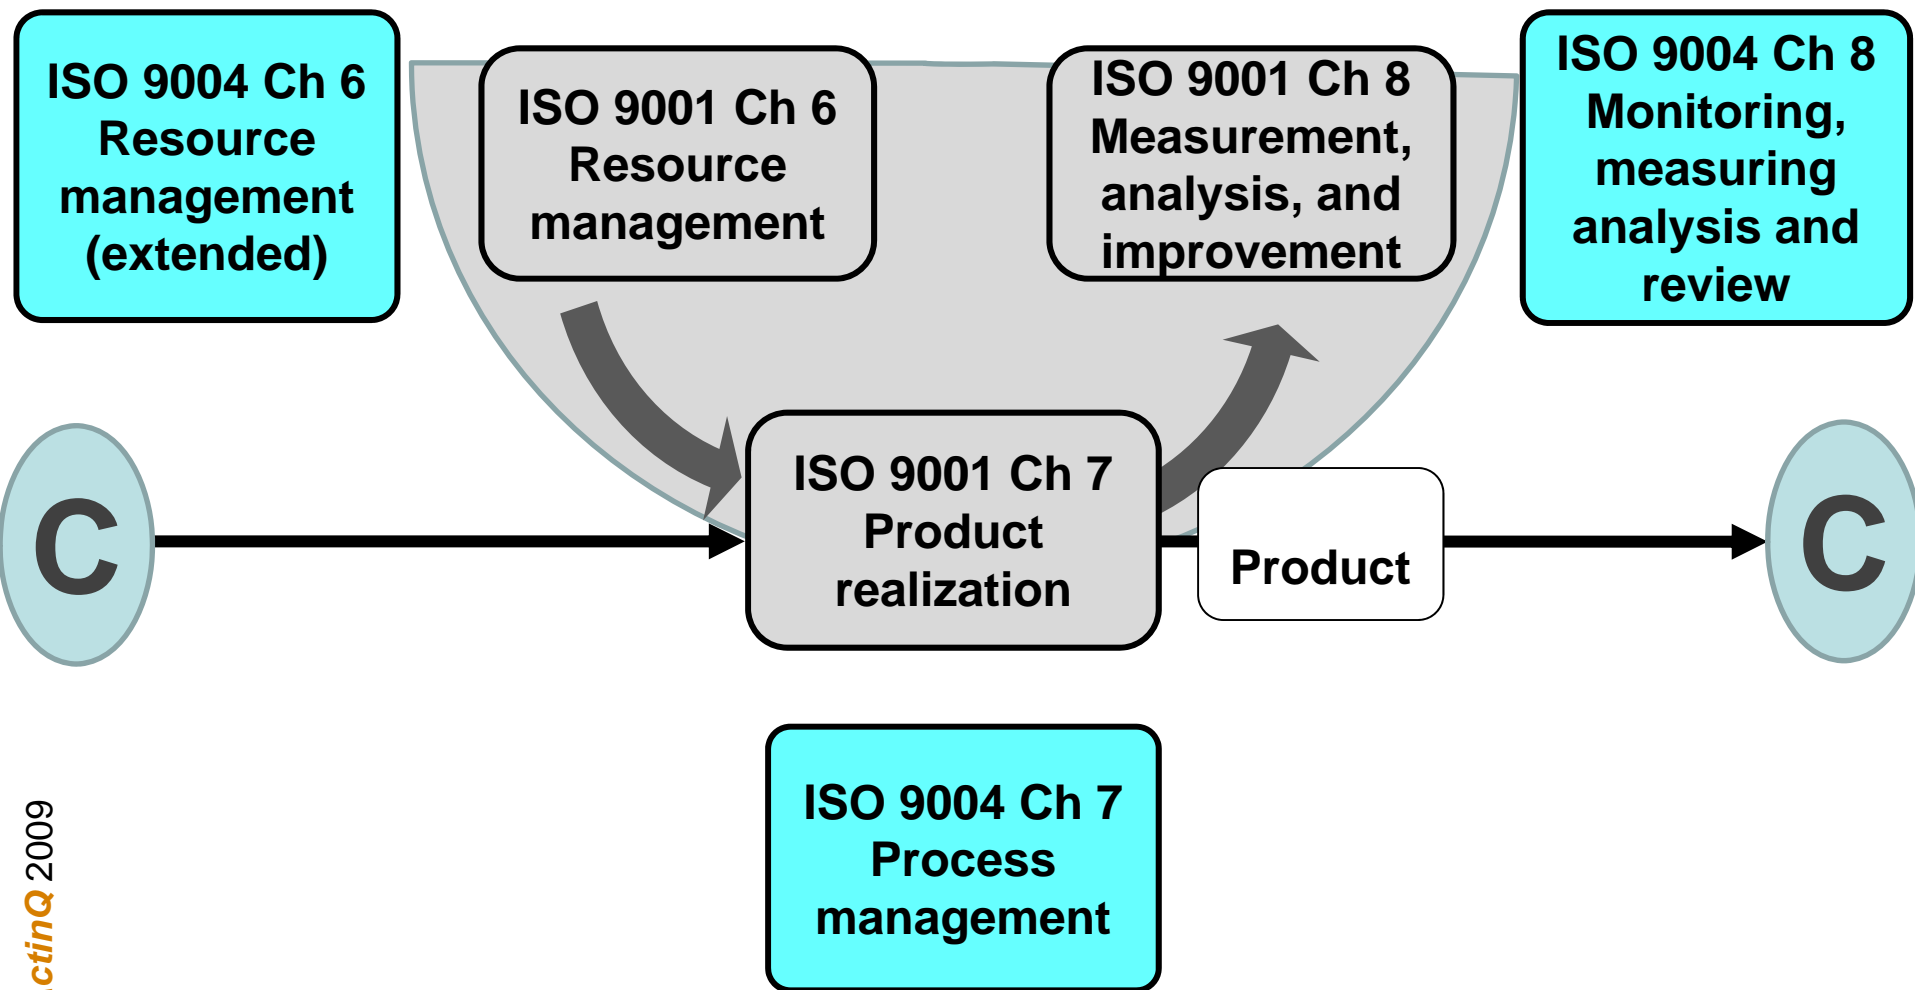 ISO 9004 Ch 6
Resource
management
(extended)
ISO 9001 Ch 6
Resource
management
ISO 9001 Ch 8
Measurement,
analysis, and
improvement
ISO 9004 Ch 8
Monitoring,
measuring
analysis and
review
C
ISO 9001 Ch 7
Product
realization
Product
C
ISO 9004 Ch 7
Process
management
ctinQ 2009